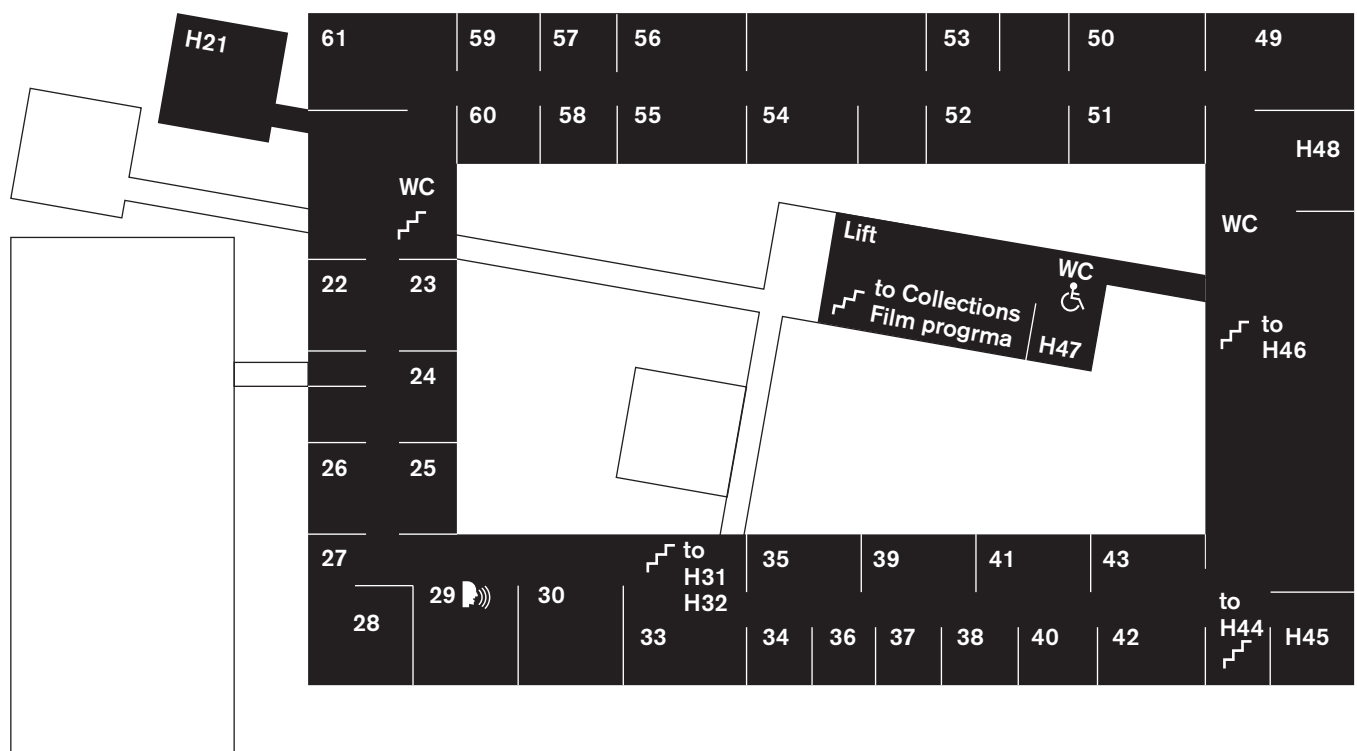 H21
61
59
57
56
53
50
49
60
58
55
54
52
51
H48
WC
Lift
WC
WC
22
23
to Collections
Film progrma
H47
to
H46
24
26
25
27
to
H31
H32
35
39
41
43
28
29
30
33
34
36
37
38
40
42
to
H44
H45